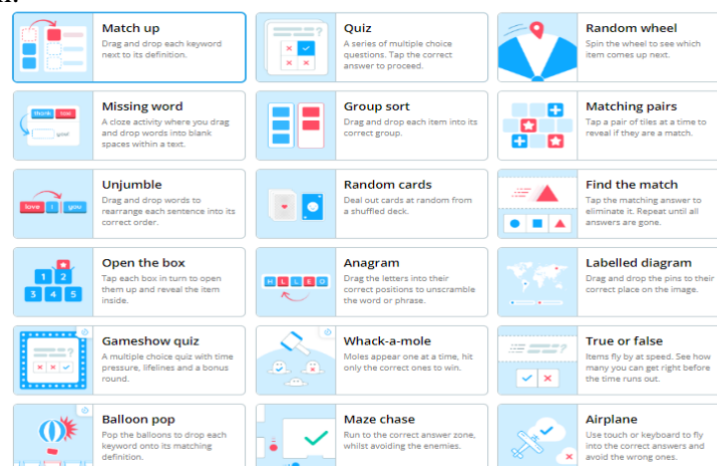 Match up
Drag and drop each keyword
next to its definition.
Quiz
A series of multiple choice
questions. Tap the correct
answer to proceed.
Random wheel
Spin the wheel to see which
item comes up next.
Missing word
A cloze activity where you drag
and drop words into blank
spaces within a text.
thank you
you!
Group sort
Drag and drop each item into its
correct group.
Matching pairs
Tap a pair of tiles at a time to
reveal if they are a match.
Unjumble
Drag and drop words to
rearrange each sentence into its
correct order.
love I you
Random cards
Deal out cards at random from
a shuffled deck.
Find the match
Tap the matching answer to
eliminate it. Repeat until all
answers are gone.
Open the box
Tap each box in turn to open
them up and reveal the item
inside.
1 2
3 4 5
Anagram
Drag the letters into their
correct positions to unscramble
the word or phrase.
H L L E O
Labelled diagram
Drag and drop the pins to their
correct place on the image.
Gameshow quiz
A multiple choice quiz with time
pressure, lifelines and a bonus
round.
Whack-a-mole
Moles appear one at a time, hit
only the correct ones to win.
True or false
Items fly by at speed. See how
many you can get right before
the time runs out.
Balloon pop
Pop the balloons to drop each
keyword onto its matching
definition.
Maze chase
Run to the correct answer zone,
whilst avoiding the enemies.
Airplane
Use touch or keyboard to fly
into the correct answers and
avoid the wrong ones.